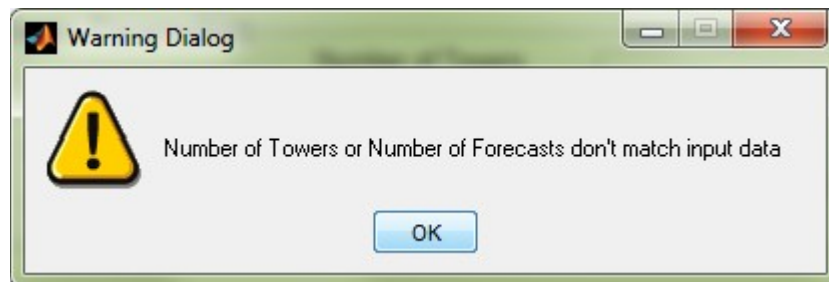 Warning Dialog
Number of Towers or Number of Forecasts don't match input data
OK